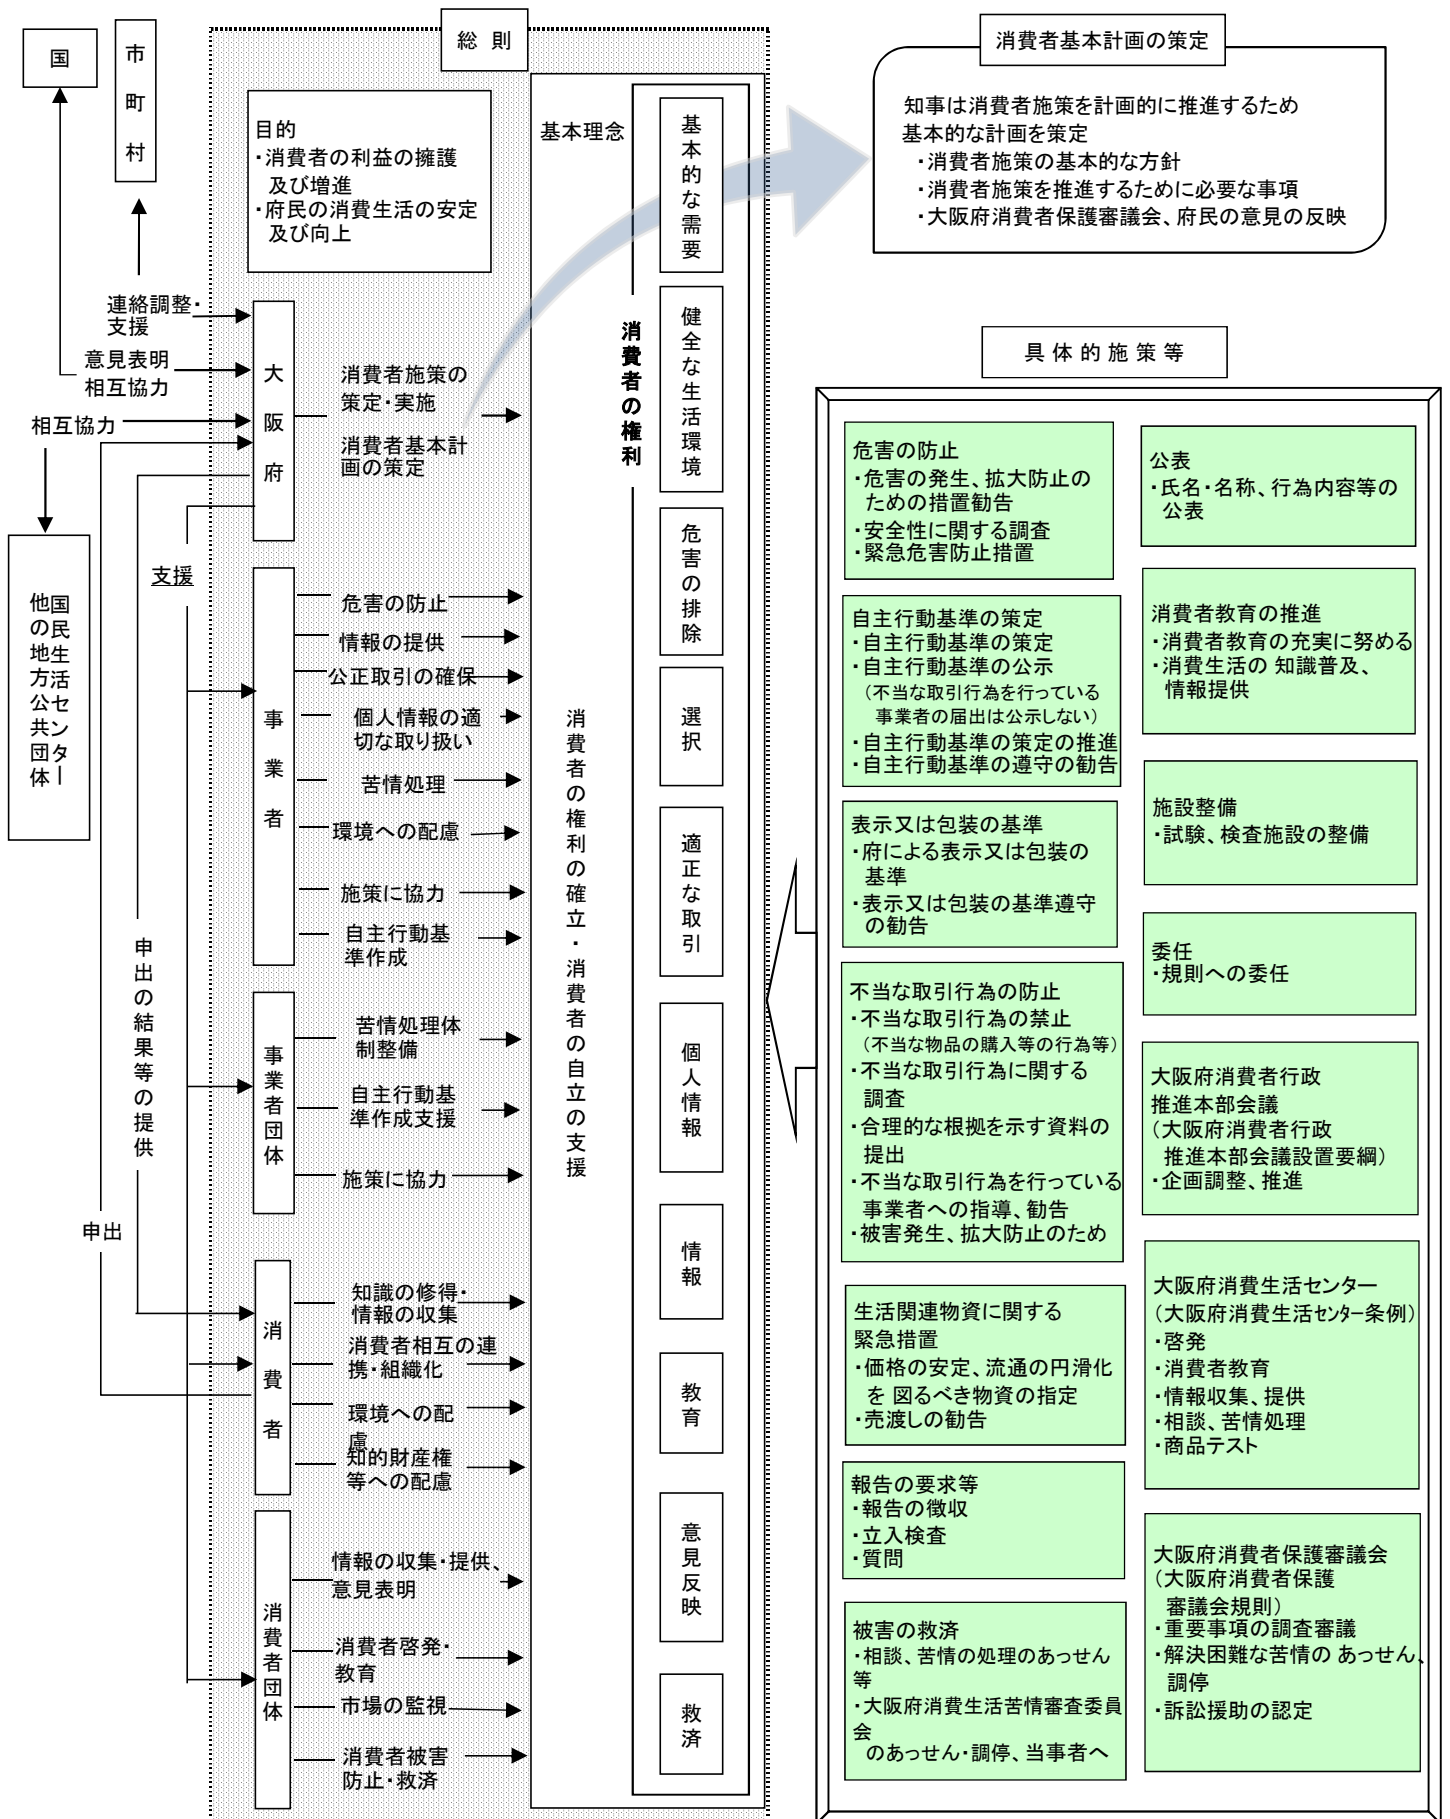 国
市町村
総則
目的
・消費者の利益の擁護
及び増進
・府民の消費生活の安定
及び向上
連絡調整・
支援
意見表明
相互協力
相互協力
国民生活センター
他の地方公共団体
支援
申出の結果等の提供
申出
大阪府
消費者施策の
策定・実施
消費者基本計
画の策定
事業者
危害の防止
情報の提供
公正取引の確保
個人情報の適
切な取り扱い
苦情処理
環境への配慮
施策に協力
自主行動基
準作成
事業者団体
苦情処理体
制整備
自主行動基
準作成支援
施策に協力
消費者
知識の修得・
情報の収集
消費者相互の連
携・組織化
環境への配
慮
知的財産権
等への配慮
消費者団体
情報の収集・提供、
意見表明
消費者啓発・
教育
市場の監視
消費者被害
防止・救済
基本理念
消費者の権利の確立・消費者の自立の支援
消費者の権利
基本的な需要
健全な生活環境
危害の排除
選択
適正な取引
個人情報
情報
教育
意見反映
救済
消費者基本計画の策定
知事は消費者施策を計画的に推進するため
基本的な計画を策定
・消費者施策の基本的な方針
・消費者施策を推進するために必要な事項
・大阪府消費者保護審議会、府民の意見の反映
具体的施策等
危害の防止
・危害の発生、拡大防止の
ための措置勧告
・安全性に関する調査
・緊急危害防止措置
自主行動基準の策定
・自主行動基準の策定
・自主行動基準の公示
（不当な取引行為を行っている
事業者の届出は公示しない）
・自主行動基準の策定の推進
・自主行動基準の遵守の勧告
表示又は包装の基準
・府による表示又は包装の
基準
・表示又は包装の基準遵守
の勧告
不当な取引行為の防止
・不当な取引行為の禁止
（不当な物品の購入等の行為等）
・不当な取引行為に関する
調査
・合理的な根拠を示す資料の
提出
・不当な取引行為を行っている
事業者への指導、勧告
・被害発生、拡大防止のため
生活関連物資に関する
緊急措置
・価格の安定、流通の円滑化
を 図るべき物資の指定
・売渡しの勧告
報告の要求等
・報告の徴収
・立入検査
・質問
被害の救済
・相談、苦情の処理のあっせん
等
・大阪府消費生活苦情審査委員
会
のあっせん・調停、当事者へ
公表
・氏名・名称、行為内容等の
公表
消費者教育の推進
・消費者教育の充実に努める
・消費生活の 知識普及、
情報提供
施設整備
・試験、検査施設の整備
委任
・規則への委任
大阪府消費者行政
推進本部会議
（大阪府消費者行政
推進本部会議設置要綱）
・企画調整、推進
大阪府消費生活センター
（大阪府消費生活センター条例）
・啓発
・消費者教育
・情報収集、提供
・相談、苦情処理
・商品テスト
大阪府消費者保護審議会
（大阪府消費者保護
審議会規則）
・重要事項の調査審議
・解決困難な苦情の あっせん、
調停
・訴訟援助の認定